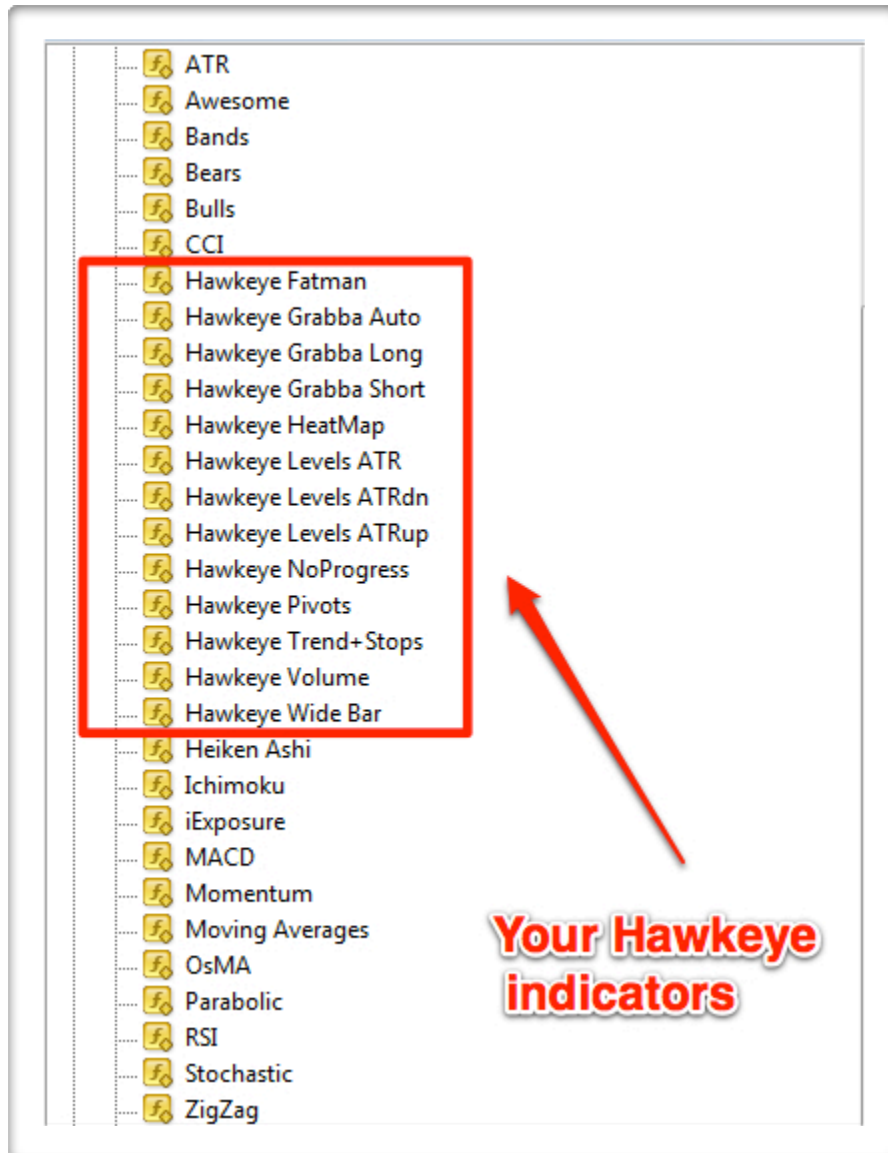 ATR
Awesome
Bands
Bears
Bulls
CCI
Hawkeye Fatman
Hawkeye Grabba Auto
Hawkeye Grabba Long
Hawkeye Grabba Short
Hawkeye HeatMap
Hawkeye Levels ATR
Hawkeye Levels ATRdn
Hawkeye Levels ATRup
Hawkeye NoProgress
Hawkeye Pivots
Hawkeye Trend+Stops
Hawkeye Volume
Hawkeye Wide Bar
Heiken Ashi
Ichimoku
iExposure
MACD
Momentum
Moving Averages
OsMA
Parabolic
RSI
Stochastic
ZigZag
Your Hawkeye
indicators